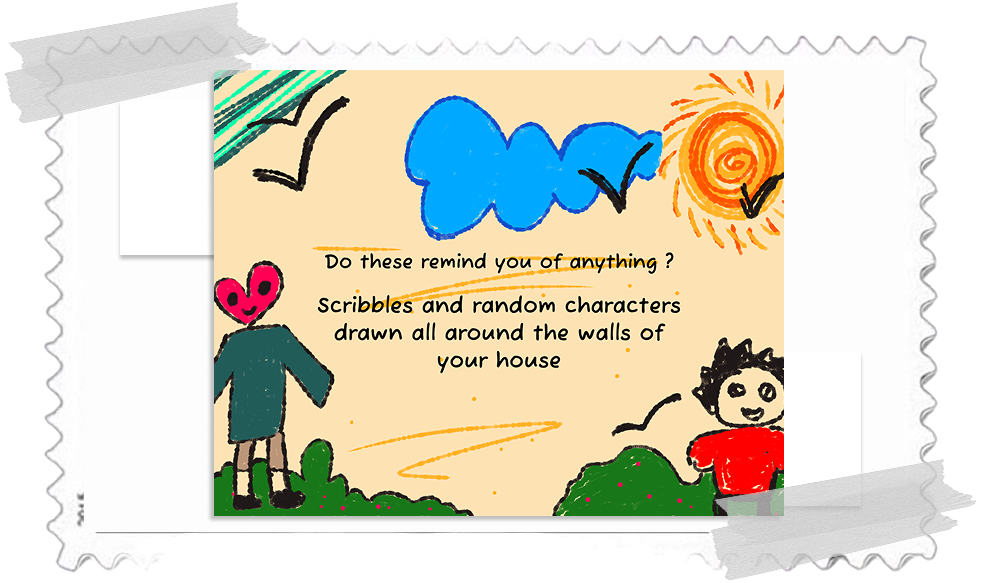 Do these remind you of anything ?
Scribbles and random characters
drawn all around the walls of
your house